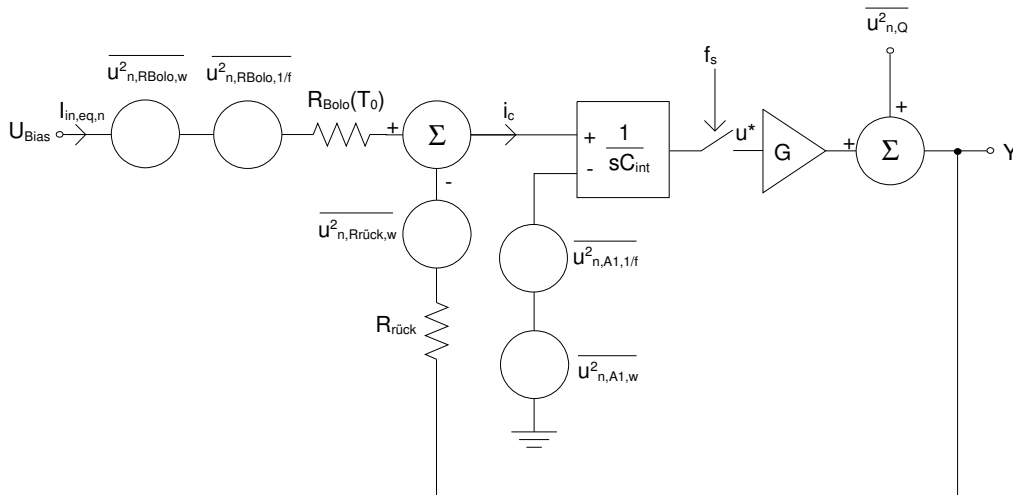 u²n,Q
u²n,RBolo,w
u²n,RBolo,1/f
fs
RBolo(T0)
Iin,eq,n
UBias
+
Σ
ic
+
1
sCint
-
u*
G
+
+
Σ
Y
-
u²n,Rrück,w
u²n,A1,1/f
Rrück
u²n,A1,w